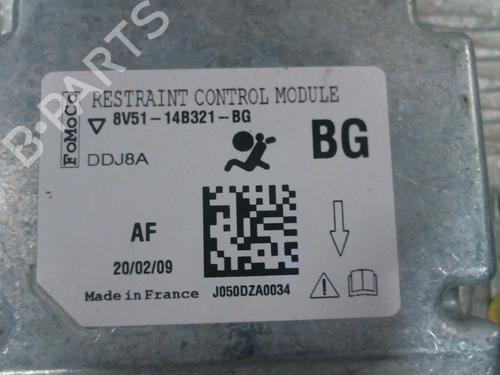 B-PARTS
FoMoCo
RESTRAINT CONTROL MODULE
8V51-14B321-BG
DDJ8A
BG
AF
20/02/09
Made in France
J050DZA0034